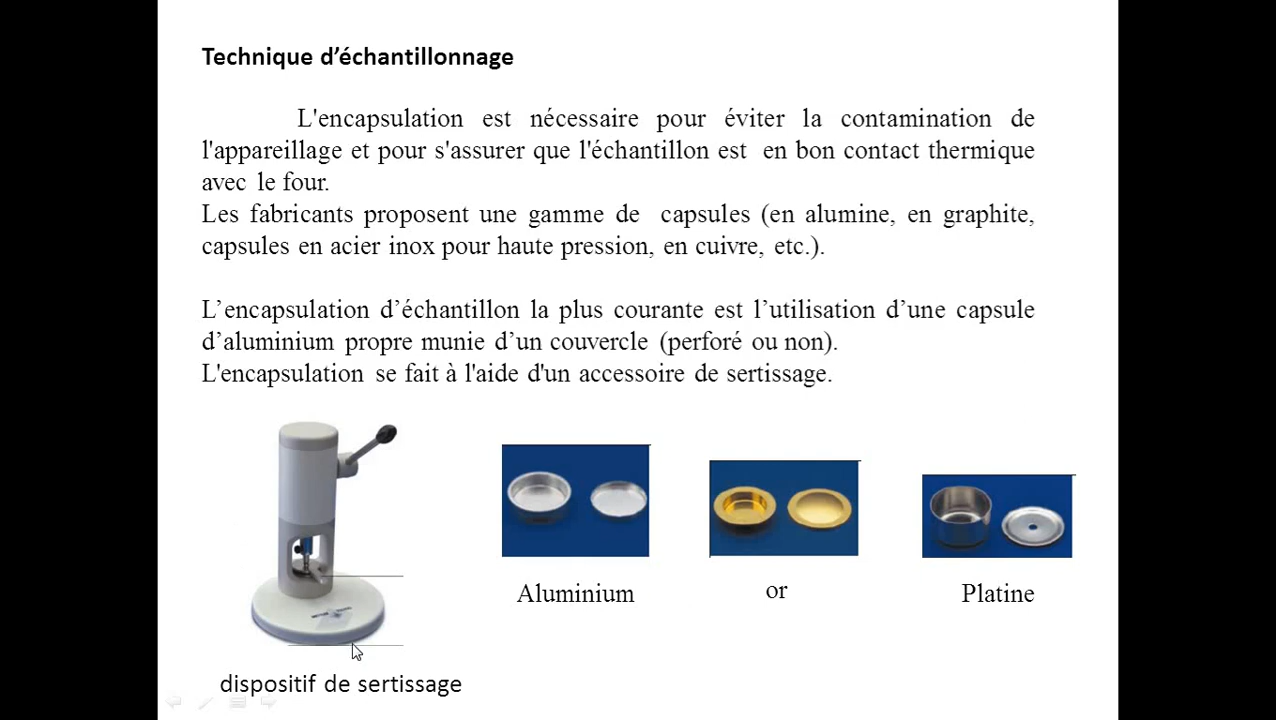 Technique d’échantillonnage
L'encapsulation est nécessaire pour éviter la contamination de
l'appareillage et pour s'assurer que l'échantillon est en bon contact thermique
avec le four.
Les fabricants proposent une gamme de capsules (en alumine, en graphite,
capsules en acier inox pour haute pression, en cuivre, etc.).
L’encapsulation d’échantillon la plus courante est l’utilisation d’une capsule
d’aluminium propre munie d’un couvercle (perforé ou non).
L'encapsulation se fait à l'aide d'un accessoire de sertissage.
Aluminium
or
Platine
dispositif de sertissage